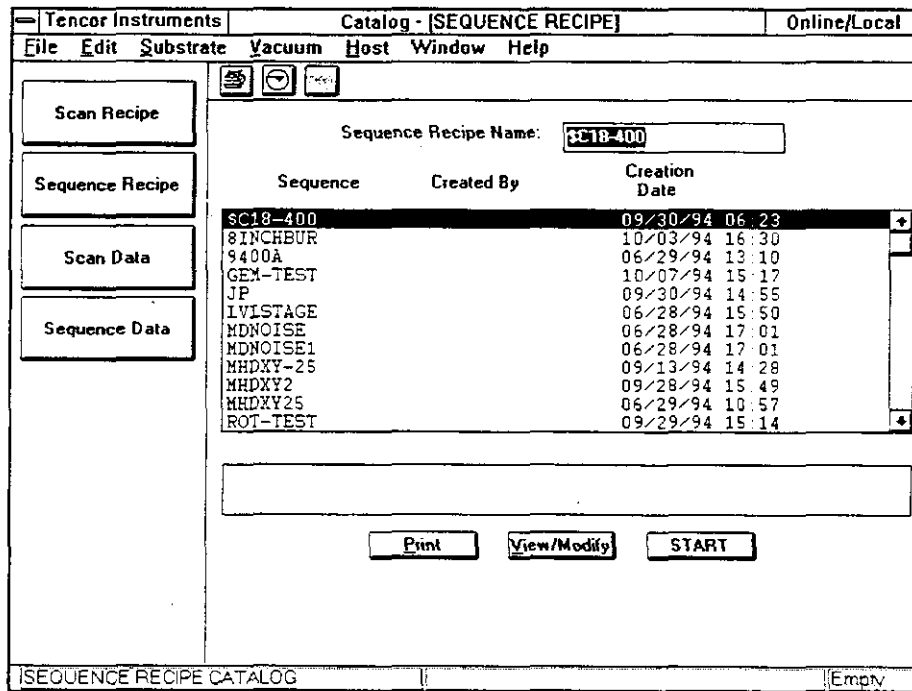 Tencor Instruments Catalog - [SEQUENCE RECIPE] Online/Local
File Edit Substrate Vacuum Host Window Help
Scan Recipe
Sequence Recipe
Scan Data
Sequence Data
Sequence Recipe Name: $C18-400
Sequence Created By Creation Date
$C18-400 09/30/94 06:23
8INCHBUR 10/03/94 16:30
9400A 06/29/94 13:10
GEM-TEST 10/07/94 15:17
JP 09/30/94 14:55
LVLSTAGE 06/28/94 15:50
MDNOISE 06/28/94 17:01
MDNOISE1 06/28/94 17:01
MHDXY-25 09/13/94 14:28
MHDXY2 09/28/94 15:49
MHDXY25 06/29/94 10:57
ROT-TEST 09/29/94 15:14
Print View/Modify START
SEQUENCE RECIPE CATALOG Empty